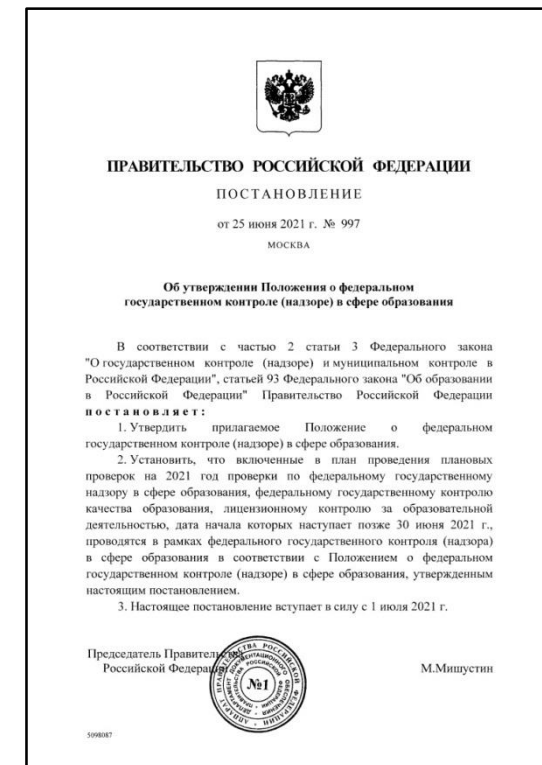 ПРАВИТЕЛЬСТВО РОССИЙСКОЙ ФЕДЕРАЦИИ
ПОСТАНОВЛЕНИЕ
от 25 июня 2021 г. № 997
МОСКВА
Об утверждении Положения о федеральном
государственном контроле (надзоре) в сфере образования
В соответствии с частью 2 статьи 3 Федерального закона
"О государственном контроле (надзоре) и муниципальном контроле в
Российской Федерации", статьей 93 Федерального закона "Об образовании
в Российской Федерации" Правительство Российской Федерации
постановляет:
1. Утвердить прилагаемое Положение о федеральном
государственном контроле (надзоре) в сфере образования.
2. Установить, что включенные в план проведения плановых
проверок на 2021 год проверки по федеральному государственному
надзору в сфере образования, федеральному государственному контролю
качества образования, лицензионному контролю за образовательной
деятельностью, дата начала которых наступает позже 30 июня 2021 г.,
проводятся в рамках федерального государственного контроля (надзора)
в сфере образования в соответствии с Положением о федеральном
государственном контроле (надзоре) в сфере образования, утвержденным
настоящим постановлением.
3. Настоящее постановление вступает в силу с 1 июля 2021 г.
Председатель Правительства
Российской Федерации
М.Мишустин
№1
5098087